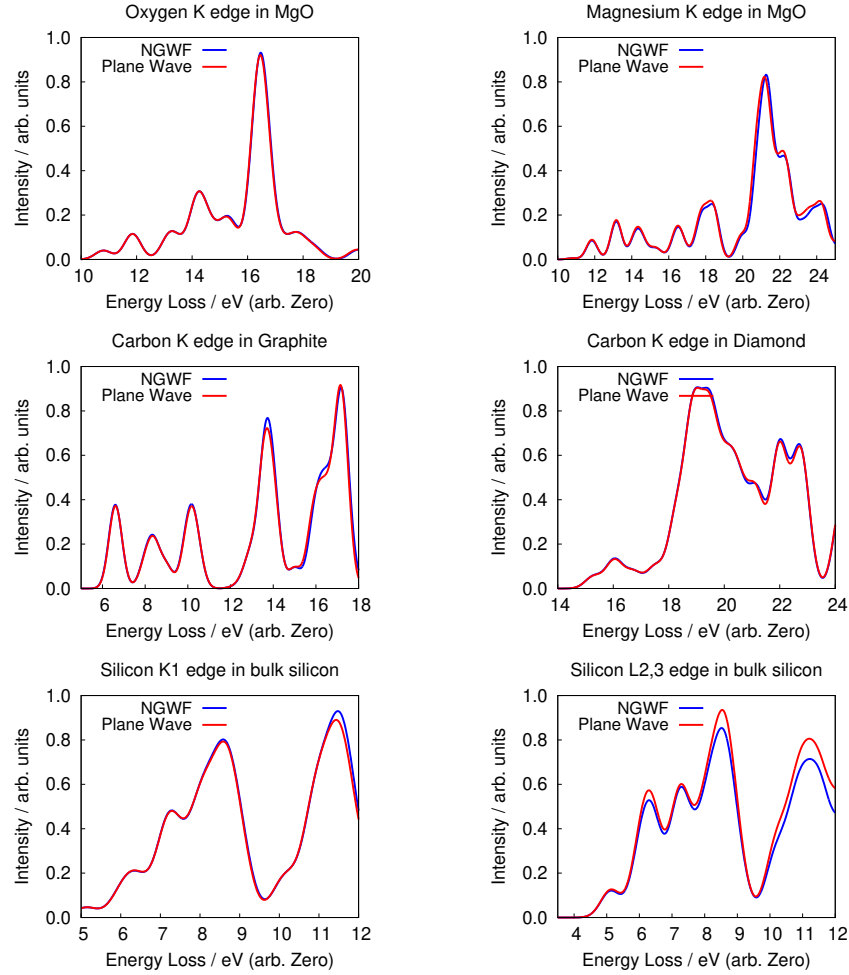 Oxygen K edge in MgO
1.0
0.8
0.6
0.4
0.2
0.0
10 12 14 16 18 20
NGWF
Plane Wave
Intensity / arb. units
Energy Loss / eV (arb. Zero)
Magnesium K edge in MgO
1.0
0.8
0.6
0.4
0.2
0.0
10 12 14 16 18 20 22 24
NGWF
Plane Wave
Intensity / arb. units
Energy Loss / eV (arb. Zero)
Carbon K edge in Graphite
1.0
0.8
0.6
0.4
0.2
0.0
6 8 10 12 14 16 18
NGWF
Plane Wave
Intensity / arb. units
Energy Loss / eV (arb. Zero)
Carbon K edge in Diamond
1.0
0.8
0.6
0.4
0.2
0.0
14 16 18 20 22 24
NGWF
Plane Wave
Intensity / arb. units
Energy Loss / eV (arb. Zero)
Silicon K1 edge in bulk silicon
1.0
0.8
0.6
0.4
0.2
0.0
5 6 7 8 9 10 11 12
NGWF
Plane Wave
Intensity / arb. units
Energy Loss / eV (arb. Zero)
Silicon L2,3 edge in bulk silicon
1.0
0.8
0.6
0.4
0.2
0.0
4 5 6 7 8 9 10 11 12
NGWF
Plane Wave
Intensity / arb. units
Energy Loss / eV (arb. Zero)